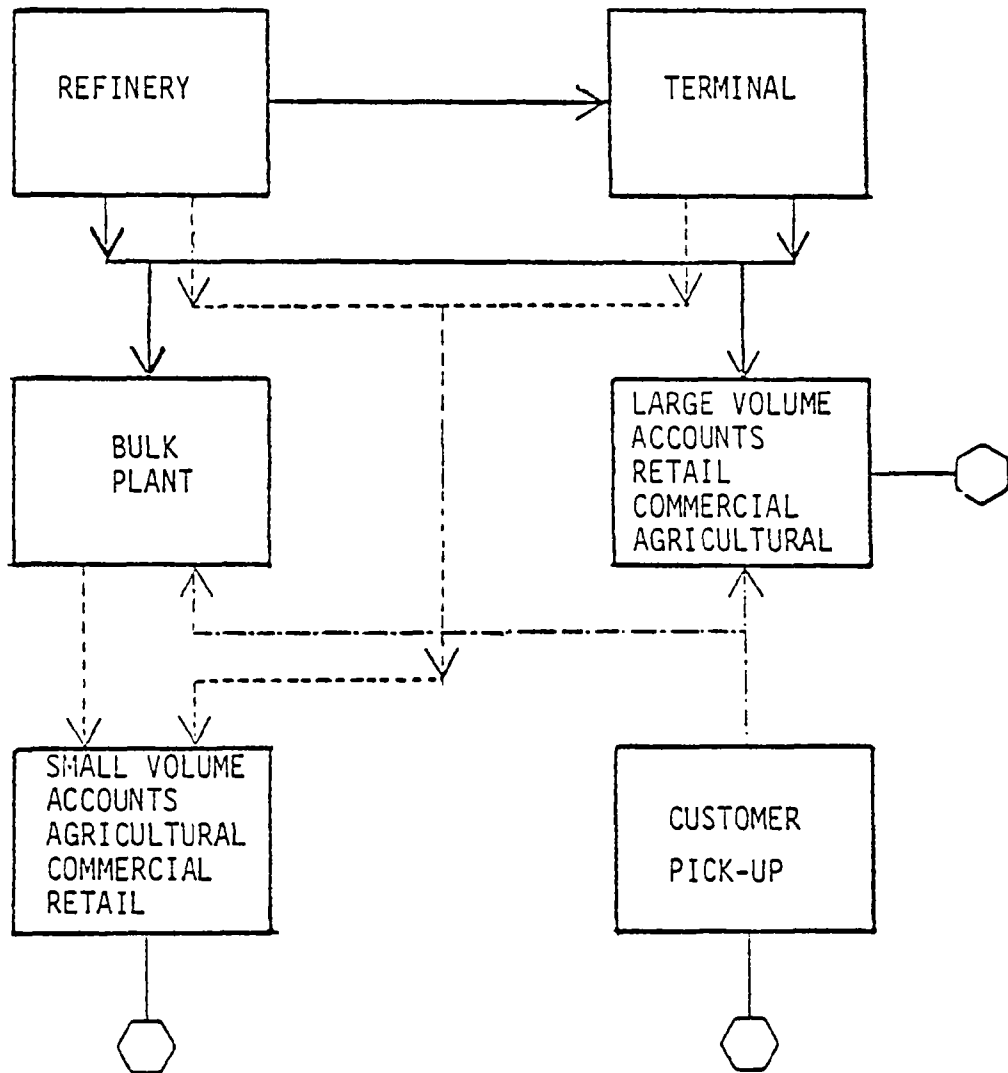 REFINERY
TERMINAL
BULK
PLANT
LARGE VOLUME
ACCOUNTS
RETAIL
COMMERCIAL
AGRICULTURAL
SMALL VOLUME
ACCOUNTS
AGRICULTURAL
COMMERCIAL
RETAIL
CUSTOMER
PICK-UP